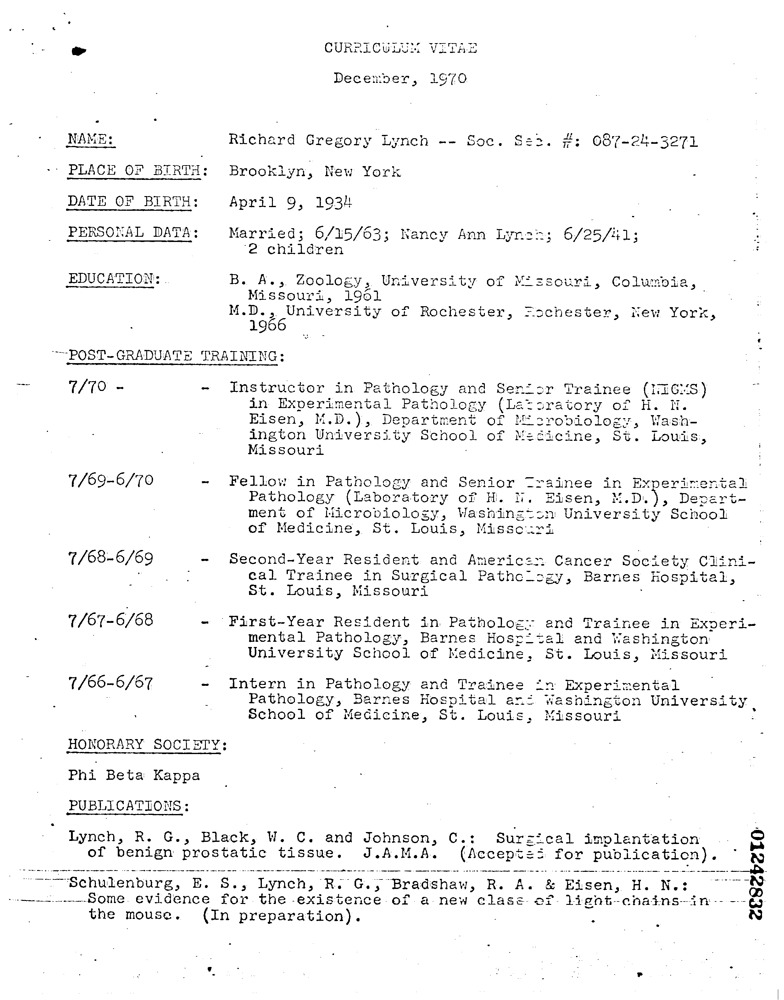 CURRICULUM VITAE
December, 1970
NAME: Richard Gregory Lynch -- Soc. Sec. #: 087-24-3271
PLACE OF BIRTH: Brooklyn, New York
DATE OF BIRTH: April 9, 1934
PERSONAL DATA: Married; 6/15/63; Nancy Ann Lynch; 6/25/41;
2 children
EDUCATION: B. A., Zoology, University of Missouri, Columbia,
Missouri, 1961
M.D., University of Rochester, Rochester, New York,
1966
POST-GRADUATE TRAINING:
7/70 - - Instructor in Pathology and Senior Trainee (NIGMS)
in Experimental Pathology (Laboratory of H. N.
Eisen, M.D.), Department of Microbiology, Wash-
ington University School of Medicine, St. Louis,
Missouri
7/69-6/70 - Fellow in Pathology and Senior Trainee in Experimental
Pathology (Laboratory of H. N. Eisen, M.D.), Depart-
ment of Microbiology, Washington University School
of Medicine, St. Louis, Missouri
7/68-6/69 - Second-Year Resident and American Cancer Society Clini-
cal Trainee in Surgical Pathology, Barnes Hospital,
St. Louis, Missouri
7/67-6/68 - First-Year Resident in Pathology and Trainee in Experi-
mental Pathology, Barnes Hospital and Washington
University School of Medicine, St. Louis, Missouri
7/66-6/67 - Intern in Pathology and Trainee in Experimental
Pathology, Barnes Hospital and Washington University
School of Medicine, St. Louis, Missouri
HONORARY SOCIETY:
Phi Beta Kappa
PUBLICATIONS:
Lynch, R. G., Black, W. C. and Johnson, C.: Surgical implantation
of benign prostatic tissue. J.A.M.A. (Accepted for publication).
Schulenburg, E. S., Lynch, R. G., Bradshaw, R. A. & Eisen, H. N.:
Some evidence for the existence of a new class of light chains in
the mouse. (In preparation).
01242832